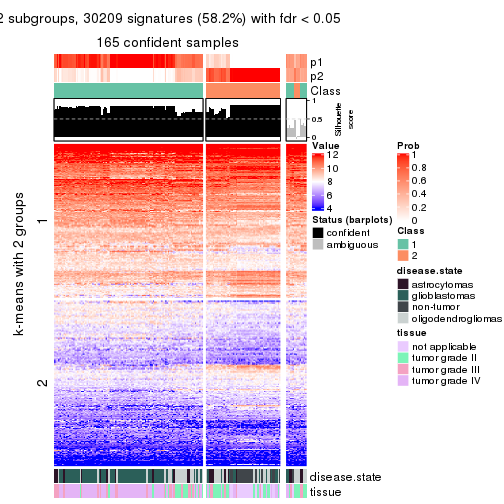 2 subgroups, 30209 signatures (58.2%) with fdr < 0.05
165 confident samples
p1
p2
Class
1
0.5
0
Silhouette
score
k-means with 2 groups
1
2
Value
12
10
8
6
4
Status (barplots)
confident
ambiguous
Prob
1
0.8
0.6
0.4
0.2
0
Class
1
2
disease.state
astrocytomas
glioblastomas
non-tumor
oligodendrogliomas
tissue
not applicable
tumor grade II
tumor grade III
tumor grade IV
disease.state
tissue